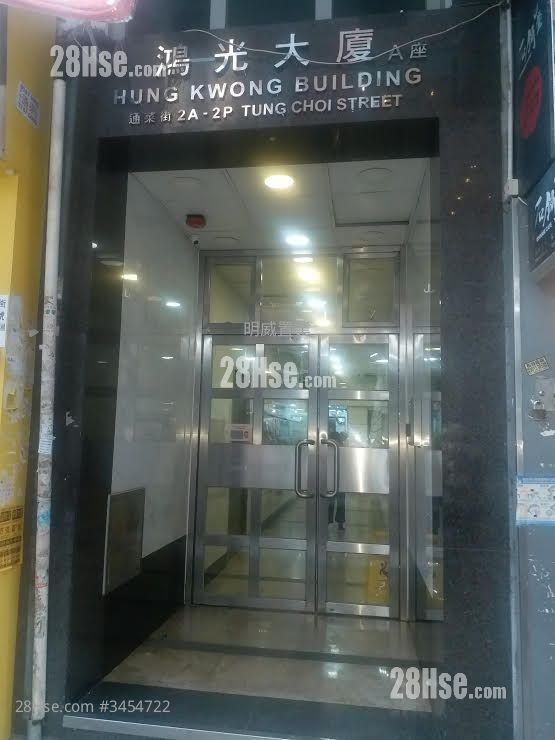 鴻光大廈 A座
HUNG KWONG BUILDING
通菜街 2A - 2P TUNG CHOI STREET
28Hse.com
明威置業
28Hse.com
28Hse.com
28Hse.com #3454722